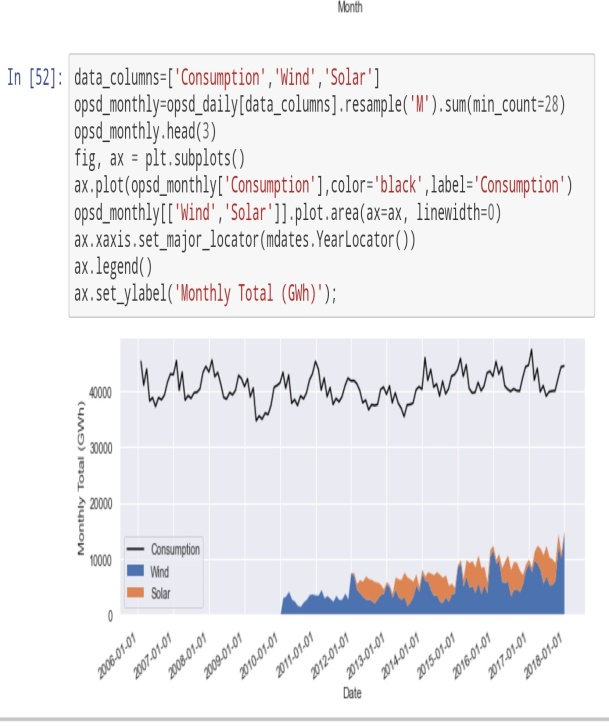 Month
In [52]: data_columns=['Consumption','Wind','Solar']
opsd_monthly=opsd_daily[data_columns].resample('M').sum(min_count=28)
opsd_monthly.head(3)
fig, ax = plt.subplots()
ax.plot(opsd_monthly['Consumption'],color='black',label='Consumption')
opsd_monthly[['Wind','Solar']].plot.area(ax=ax, linewidth=0)
ax.xaxis.set_major_locator(mdates.YearLocator())
ax.legend()
ax.set_ylabel('Monthly Total (GWh)');
Monthly Total (GWh)
40000
30000
20000
10000
0
Consumption
Wind
Solar
2006-01-01
2007-01-01
2008-01-01
2009-01-01
2010-01-01
2011-01-01
2012-01-01
2013-01-01
2014-01-01
2015-01-01
2016-01-01
2017-01-01
2018-01-01
Date